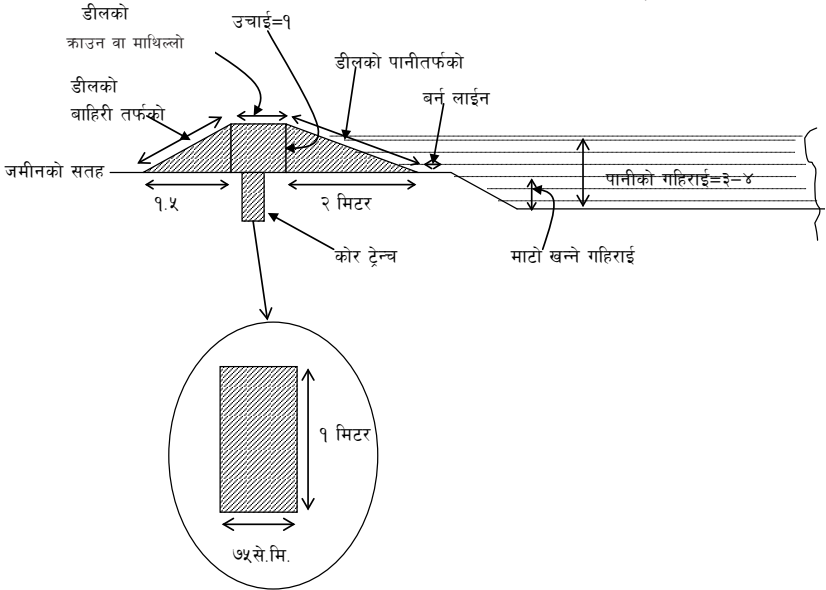 डीलको
क्राउन वा माथिल्लो
उचाई=१
डीलको पानीतर्फको
डीलको
बाहिरी तर्फको
बर्न लाईन
जमीनको सतह
पानीको गहिराई=३-४
१.५
२ मिटर
कोर ट्रेन्च
माटो खन्ने गहिराई
१ मिटर
७५से.मि.